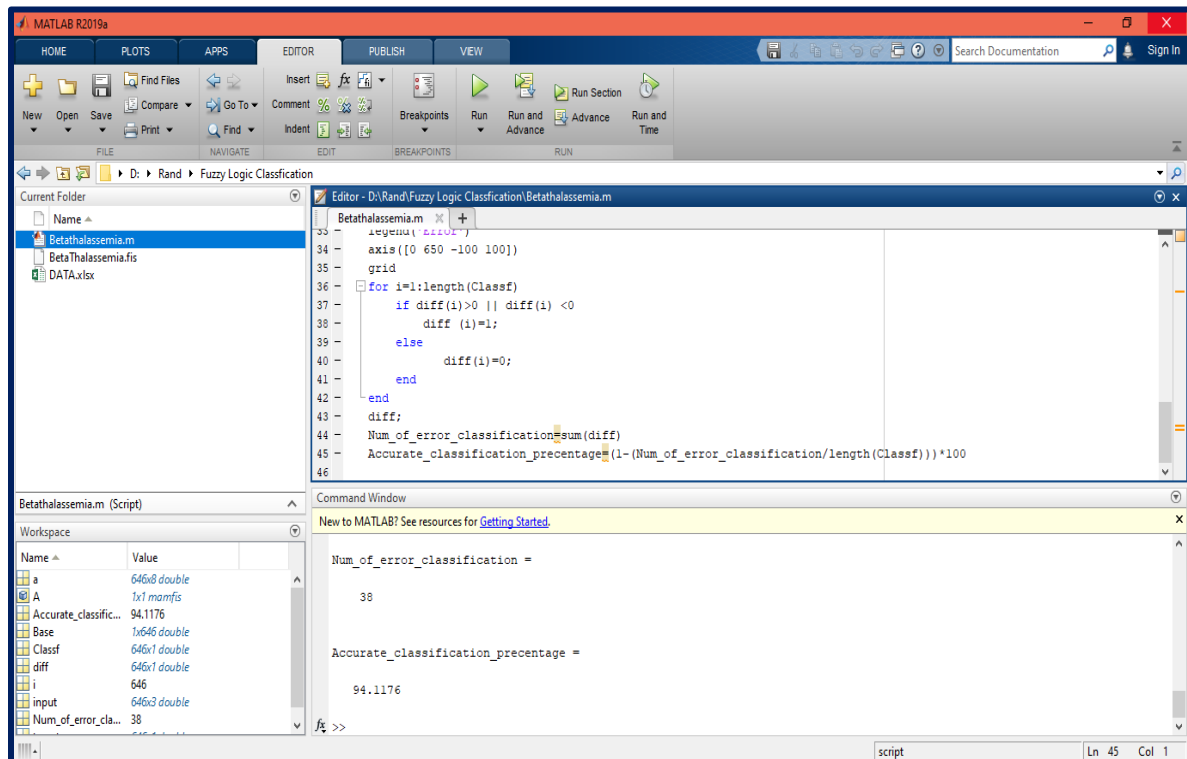 MATLAB R2019a
HOME PLOTS APPS EDITOR PUBLISH VIEW
Search Documentation
Sign In
New
Open
Save
Find Files
Compare
Print
FILE
Go To
Find
NAVIGATE
Insert
Comment
Indent
EDIT
Breakpoints
BREAKPOINTS
Run
Run and Advance
Run Section
Advance
Run and Time
RUN
D: Rand Fuzzy Logic Classfication
Current Folder
Name
Betathalassemia.m
BetaThalassemia.fis
DATA.xlsx
Betathalassemia.m (Script)
Workspace
Name Value
a 646x8 double
A 1x1 mamfis
Accurate_classific... 94.1176
Base 1x646 double
Classf 646x1 double
diff 646x1 double
i 646
input 646x3 double
Num_of_error_cla... 38
Editor - D:\Rand\Fuzzy Logic Classfication\Betathalassemia.m
Betathalassemia.m
33 - legend('Error')
34 - axis([0 650 -100 100])
35 - grid
36 - for i=1:length(Classf)
37 - if diff(i)>0 || diff(i) <0
38 - diff (i)=1;
39 - else
40 - diff(i)=0;
41 - end
42 - end
43 - diff;
44 - Num_of_error_classification=sum(diff)
45 - Accurate_classification_precentage=(1-(Num_of_error_classification/length(Classf)))*100
46
Command Window
New to MATLAB? See resources for Getting Started.
Num_of_error_classification =
38
Accurate_classification_precentage =
94.1176
fx >>
script
Ln 45 Col 1